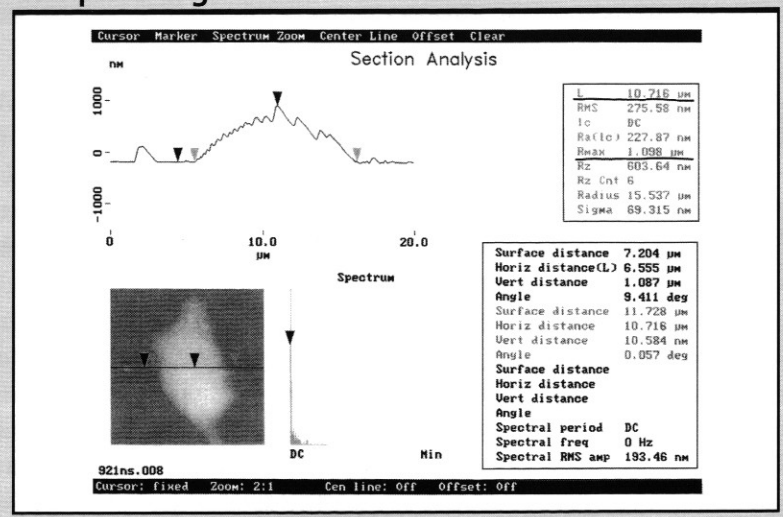 Cursor Marker Spectrum Zoom Center Line Offset Clear
Section Analysis
nM
1000
0
-1000
0 10.0 20.0
µM
L 10.716 µM
RMS 275.58 nM
lc DC
Ra(lc) 227.87 nM
Rmax 1.098 µM
Rz 603.64 nM
Rz Cnt 6
Radius 15.537 µM
Sigma 69.315 nM
Spectrum
DC Min
Surface distance 7.204 µM
Horiz distance(L) 6.555 µM
Vert distance 1.087 µM
Angle 9.411 deg
Surface distance 11.728 µM
Horiz distance 10.716 µM
Vert distance 10.584 nM
Angle 0.057 deg
Surface distance
Horiz distance
Vert distance
Angle
Spectral period DC
Spectral freq 0 Hz
Spectral RMS amp 193.46 nM
921ns.008
Cursor: fixed Zoom: 2:1 Cen line: Off Offset: Off